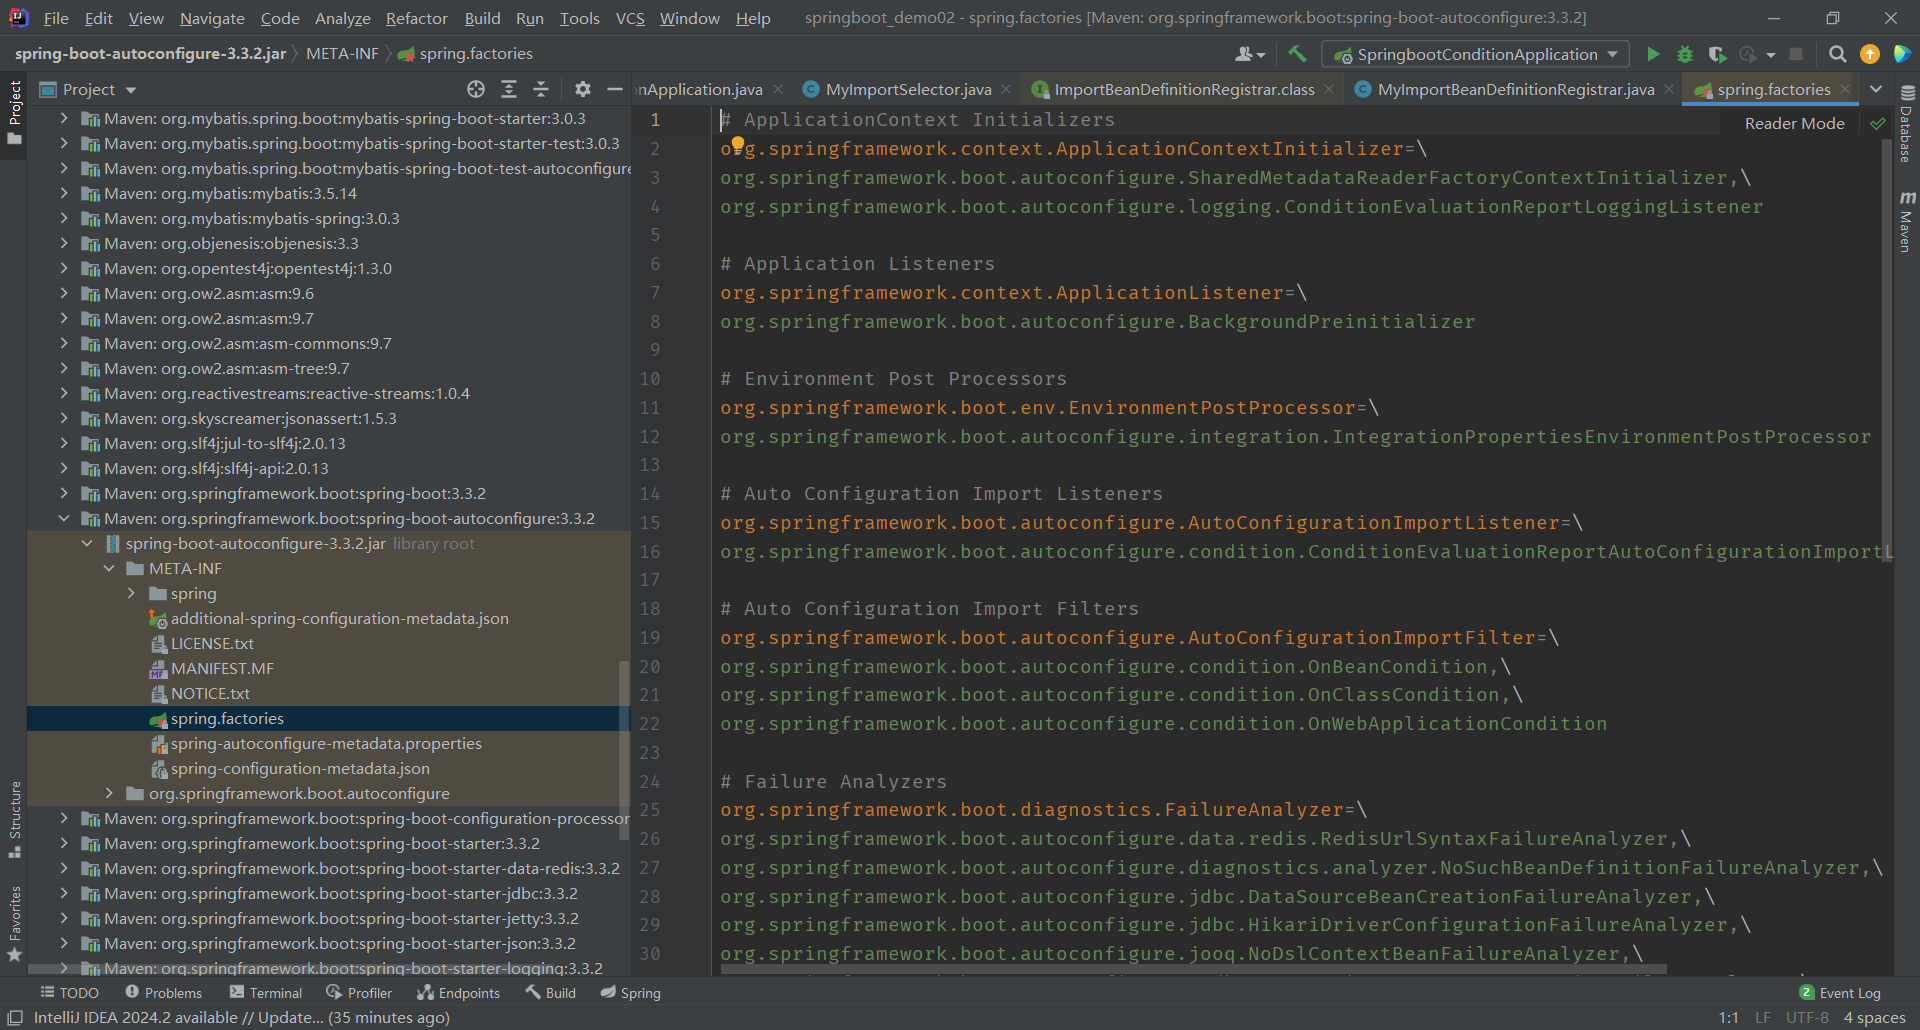 File Edit View Navigate Code Analyze Refactor Build Run Tools VCS Window Help springboot_demo02 - spring.factories [Maven: org.springframework.boot:spring-boot-autoconfigure:3.3.2]
spring-boot-autoconfigure-3.3.2.jar META-INF spring.factories SpringbootConditionApplication
Project
nApplication.java MyImportSelector.java ImportBeanDefinitionRegistrar.class MyImportBeanDefinitionRegistrar.java spring.factories
Reader Mode
Project
Structure
Favorites
Maven: org.mybatis.spring.boot:mybatis-spring-boot-starter:3.0.3
Maven: org.mybatis.spring.boot:mybatis-spring-boot-starter-test:3.0.3
Maven: org.mybatis.spring.boot:mybatis-spring-boot-test-autoconfigure
Maven: org.mybatis:mybatis:3.5.14
Maven: org.mybatis:mybatis-spring:3.0.3
Maven: org.objenesis:objenesis:3.3
Maven: org.opentest4j:opentest4j:1.3.0
Maven: org.ow2.asm:asm:9.6
Maven: org.ow2.asm:asm:9.7
Maven: org.ow2.asm:asm-commons:9.7
Maven: org.ow2.asm:asm-tree:9.7
Maven: org.reactivestreams:reactive-streams:1.0.4
Maven: org.skyscreamer:jsonassert:1.5.3
Maven: org.slf4j:jul-to-slf4j:2.0.13
Maven: org.slf4j:slf4j-api:2.0.13
Maven: org.springframework.boot:spring-boot:3.3.2
Maven: org.springframework.boot:spring-boot-autoconfigure:3.3.2
spring-boot-autoconfigure-3.3.2.jar library root
META-INF
spring
additional-spring-configuration-metadata.json
LICENSE.txt
MANIFEST.MF
NOTICE.txt
spring.factories
spring-autoconfigure-metadata.properties
spring-configuration-metadata.json
org.springframework.boot.autoconfigure
Maven: org.springframework.boot:spring-boot-configuration-processor
Maven: org.springframework.boot:spring-boot-starter:3.3.2
Maven: org.springframework.boot:spring-boot-starter-data-redis:3.3.2
Maven: org.springframework.boot:spring-boot-starter-jdbc:3.3.2
Maven: org.springframework.boot:spring-boot-starter-jetty:3.3.2
Maven: org.springframework.boot:spring-boot-starter-json:3.3.2
Maven: org.springframework.boot:spring-boot-starter-logging:3.3.2
1 # ApplicationContext Initializers
2 org.springframework.context.ApplicationContextInitializer=\
3 org.springframework.boot.autoconfigure.SharedMetadataReaderFactoryContextInitializer,\
4 org.springframework.boot.autoconfigure.logging.ConditionEvaluationReportLoggingListener
5
6 # Application Listeners
7 org.springframework.context.ApplicationListener=\
8 org.springframework.boot.autoconfigure.BackgroundPreinitializer
9
10 # Environment Post Processors
11 org.springframework.boot.env.EnvironmentPostProcessor=\
12 org.springframework.boot.autoconfigure.integration.IntegrationPropertiesEnvironmentPostProcessor
13
14 # Auto Configuration Import Listeners
15 org.springframework.boot.autoconfigure.AutoConfigurationImportListener=\
16 org.springframework.boot.autoconfigure.condition.ConditionEvaluationReportAutoConfigurationImportL
17
18 # Auto Configuration Import Filters
19 org.springframework.boot.autoconfigure.AutoConfigurationImportFilter=\
20 org.springframework.boot.autoconfigure.condition.OnBeanCondition,\
21 org.springframework.boot.autoconfigure.condition.OnClassCondition,\
22 org.springframework.boot.autoconfigure.condition.OnWebApplicationCondition
23
24 # Failure Analyzers
25 org.springframework.boot.diagnostics.FailureAnalyzer=\
26 org.springframework.boot.autoconfigure.data.redis.RedisUrlSyntaxFailureAnalyzer,\
27 org.springframework.boot.autoconfigure.diagnostics.analyzer.NoSuchBeanDefinitionFailureAnalyzer,\
28 org.springframework.boot.autoconfigure.jdbc.DataSourceBeanCreationFailureAnalyzer,\
29 org.springframework.boot.autoconfigure.jdbc.HikariDriverConfigurationFailureAnalyzer,\
30 org.springframework.boot.autoconfigure.jooq.NoDslContextBeanFailureAnalyzer,\
Database
Maven
TODO Problems Terminal Profiler Endpoints Build Spring 2 Event Log
IntelliJ IDEA 2024.2 available // Update... (35 minutes ago) 1:1 LF UTF-8 4 spaces